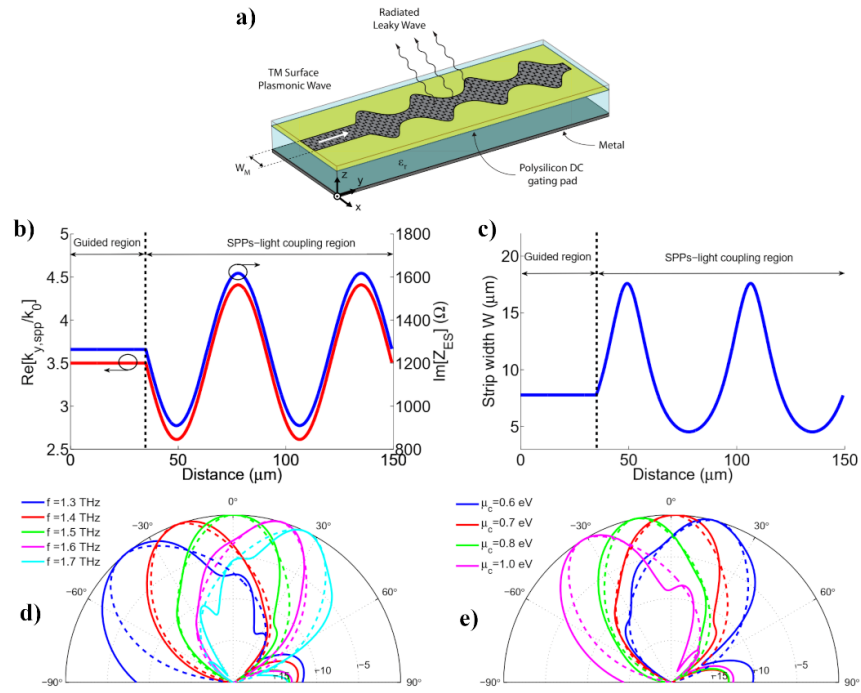 a)
Radiated
Leaky Wave
TM Surface
Plasmonic Wave
W_M
ε_r
z
y
x
Metal
Polysilicon DC
gating pad
b)
Guided region
SPPs-light coupling region
Re[k_y,spp/k_0]
5
4.5
4
3.5
3
2.5
1800
1600
1400
1200
1000
800
Im[Z_ES] (Ω)
0
50
100
150
Distance (μm)
c)
Guided region
SPPs-light coupling region
Strip width W (μm)
20
15
10
5
0
50
100
150
Distance (μm)
d)
f =1.3 THz
f =1.4 THz
f =1.5 THz
f =1.6 THz
f =1.7 THz
0°
−30°
30°
−60°
60°
−90°
90°
−15
−10
−5
e)
μ_c=0.6 eV
μ_c=0.7 eV
μ_c=0.8 eV
μ_c=1.0 eV
0°
−30°
30°
−60°
60°
−90°
90°
−15
−10
−5